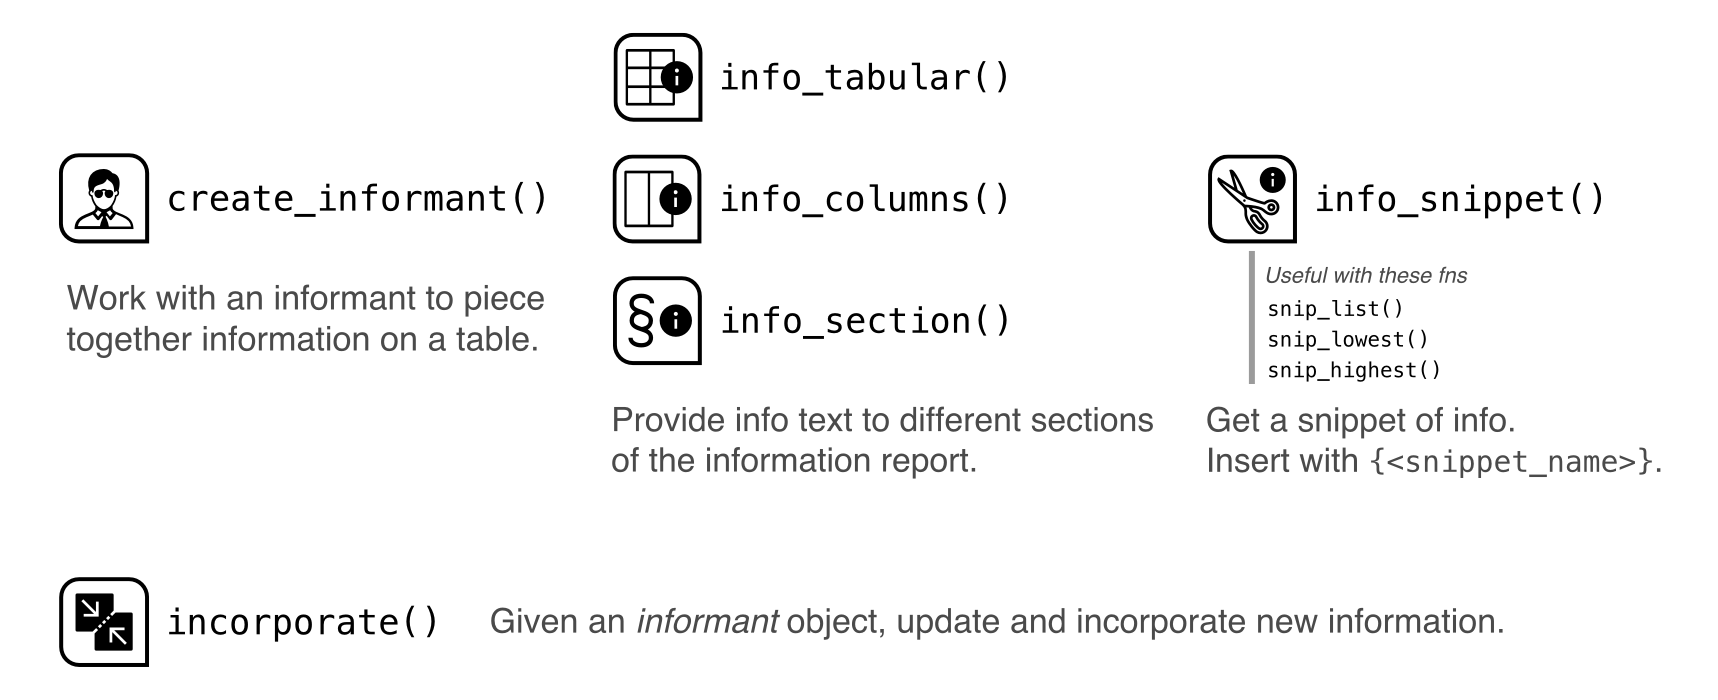 info_tabular()
create_informant()
Work with an informant to piece
together information on a table.
info_columns()
§ info_section()
Provide info text to different sections
of the information report.
info_snippet()
Useful with these fns
snip_list()
snip_lowest()
snip_highest()
Get a snippet of info.
Insert with {<snippet_name>}.
incorporate()
Given an informant object, update and incorporate new information.